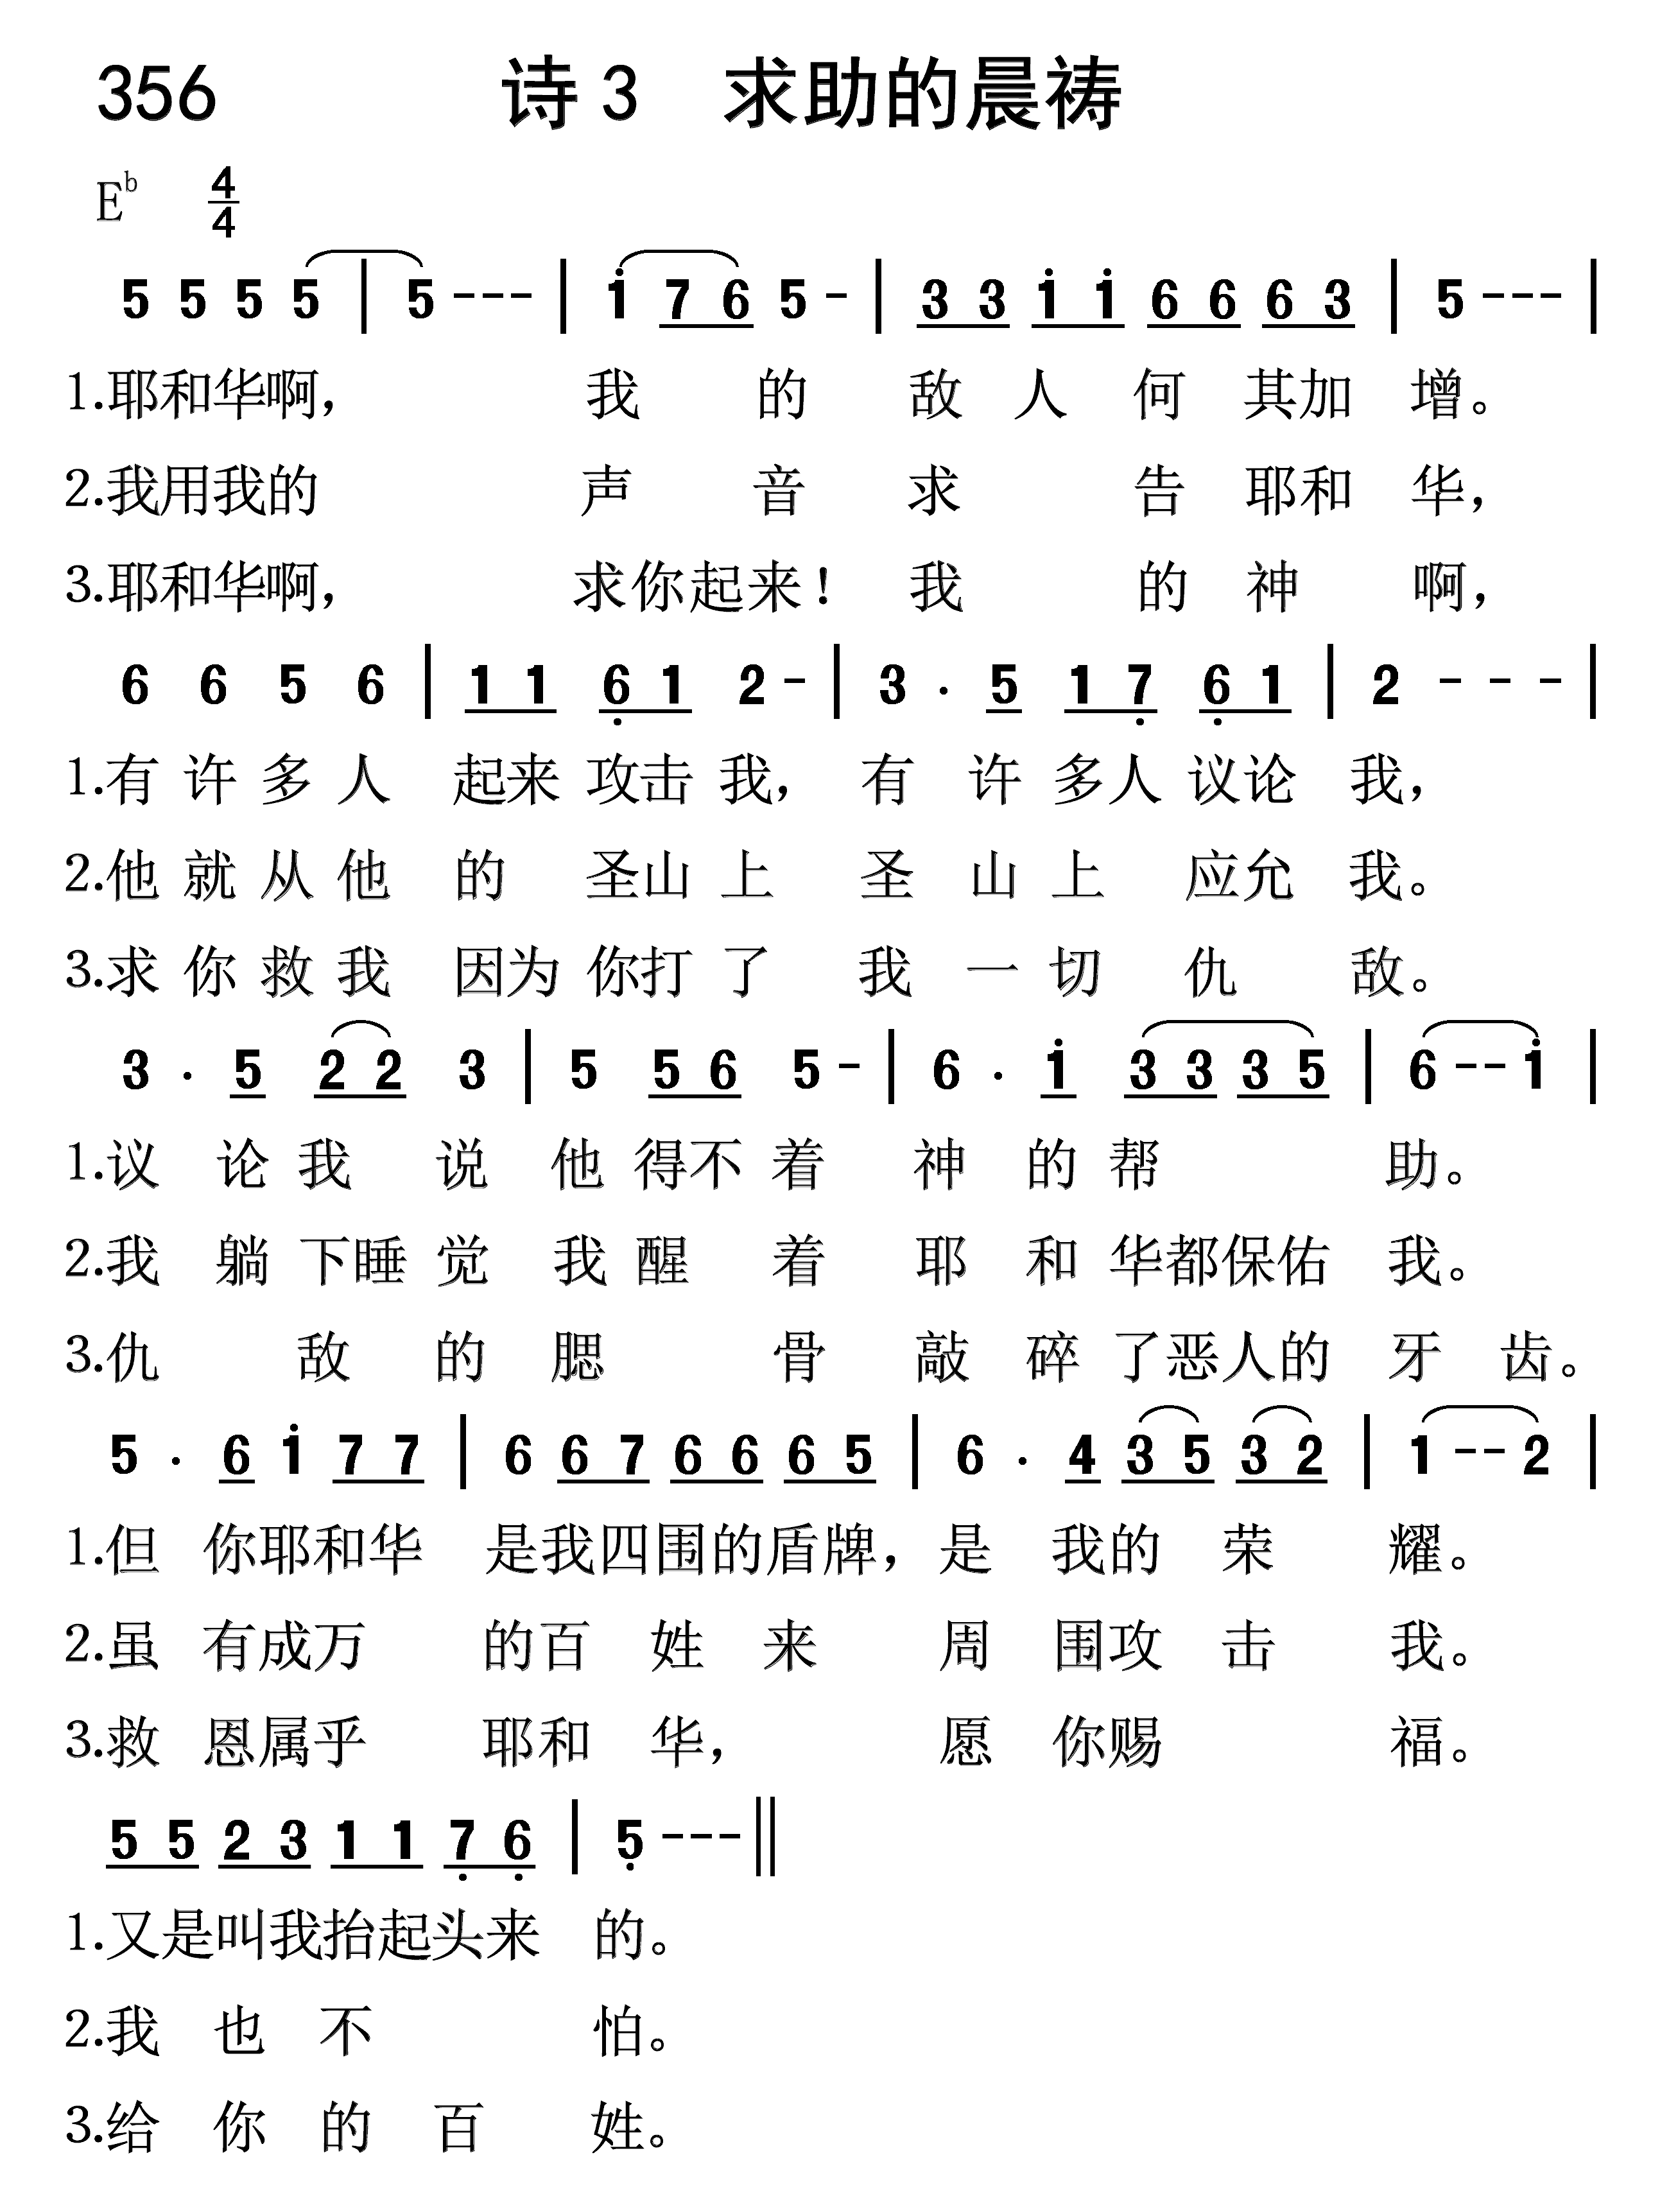 356 诗 3 求助的晨祷
E♭ 4/4
5 5 5 5 | 5 - - - | i 7 6 5 - | 3 3 i i 6 6 6 3 | 5 - - - |
1.耶和华啊， 我 的 敌 人 何 其加 增。
2.我用我的 声 音 求 告 耶和 华，
3.耶和华啊， 求你起来！ 我 的 神 啊，
6 6 5 6 | 1 1 6̣ 1 2 - | 3 . 5 1 7̣ 6̣ 1 | 2 - - - |
1.有 许 多 人 起来 攻击 我， 有 许 多人 议论 我，
2.他 就 从 他 的 圣山 上 圣 山 上 应允 我。
3.求 你 救 我 因为 你打 了 我 一 切 仇 敌。
3 . 5 2 2 3 | 5 5 6 5 - | 6 . i 3 3 3 5 | 6 - - i |
1.议 论 我 说 他 得不 着 神 的 帮 助。
2.我 躺 下睡 觉 我 醒 着 耶 和 华都保佑 我。
3.仇 敌 的 腮 骨 敲 碎 了恶人的 牙 齿。
5 . 6 i 7 7 | 6 6 7 6 6 6 5 | 6 . 4 3 5 3 2 | 1 - - 2 |
1.但 你耶和华 是我四围的盾牌，是 我的 荣 耀。
2.虽 有成万 的百 姓 来 周 围攻 击 我。
3.救 恩属乎 耶和 华， 愿 你赐 福。
5 5 2 3 1 1 7̣ 6̣ | 5̣ - - - ||
1.又是叫我抬起头来 的。
2.我 也 不 怕。
3.给 你 的 百 姓。